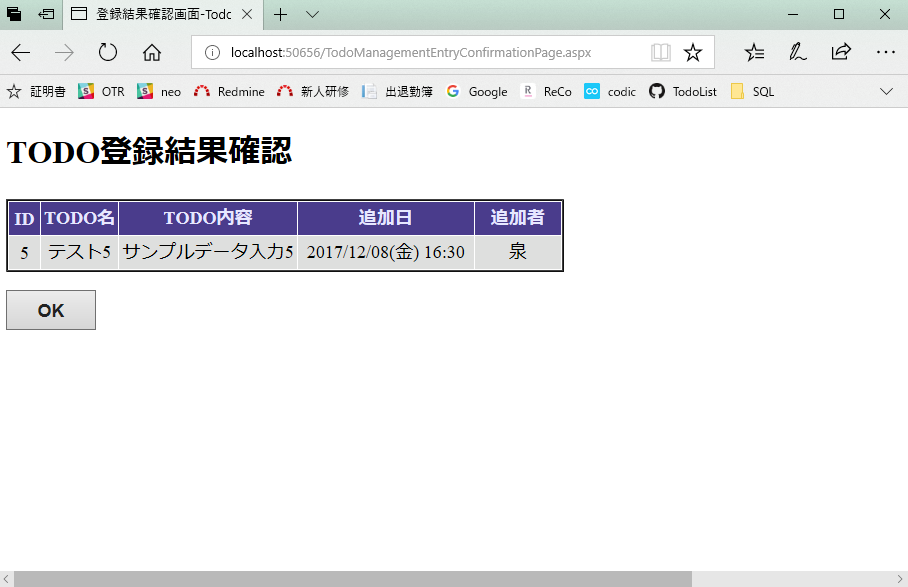 登録結果確認画面-Todc
localhost:50656/TodoManagementEntryConfirmationPage.aspx
証明書 OTR neo Redmine 新人研修 出退勤簿 Google R ReCo codic TodoList SQL
TODO登録結果確認
ID TODO名 TODO内容 追加日 追加者
5 テスト5 サンプルデータ入力5 2017/12/08(金) 16:30 泉
OK